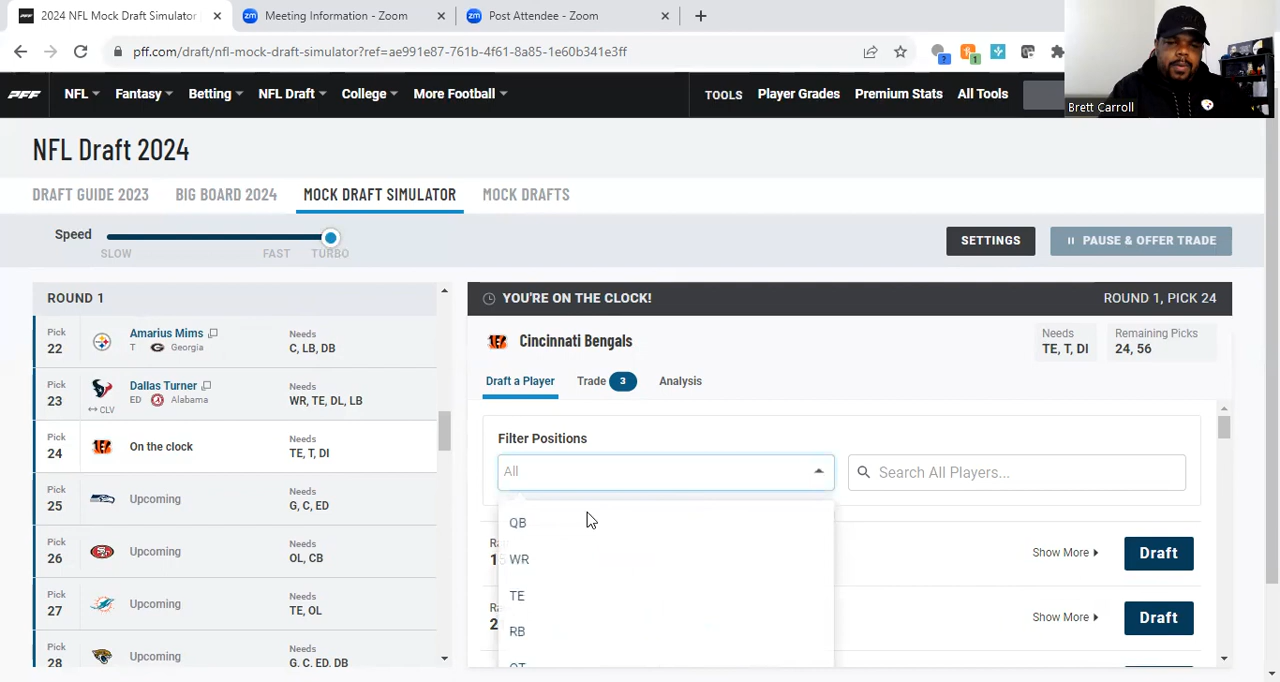 2024 NFL Mock Draft Simulator
Meeting Information - Zoom
Post Attendee - Zoom
pff.com/draft/nfl-mock-draft-simulator?ref=ae991e87-761b-4f61-8a85-1e60b341e3ff
Brett Carroll
PFF NFL Fantasy Betting NFL Draft College More Football TOOLS Player Grades Premium Stats All Tools
NFL Draft 2024
DRAFT GUIDE 2023 BIG BOARD 2024 MOCK DRAFT SIMULATOR MOCK DRAFTS
Speed
SLOW FAST TURBO
SETTINGS
PAUSE & OFFER TRADE
ROUND 1
Pick 22
Amarius Mims
T Georgia
Needs
C, LB, DB
Pick 23
CLV
Dallas Turner
ED Alabama
Needs
WR, TE, DL, LB
Pick 24
On the clock
Needs
TE, T, DI
Pick 25
Upcoming
Needs
G, C, ED
Pick 26
Upcoming
Needs
OL, CB
Pick 27
Upcoming
Needs
TE, OL
Pick 28
Upcoming
Needs
G, C, ED, DB
YOU'RE ON THE CLOCK!
ROUND 1, PICK 24
Cincinnati Bengals
Needs
TE, T, DI
Remaining Picks
24, 56
Draft a Player
Trade 3
Analysis
Filter Positions
All
Search All Players...
QB
WR
TE
RB
Show More
Draft
Show More
Draft